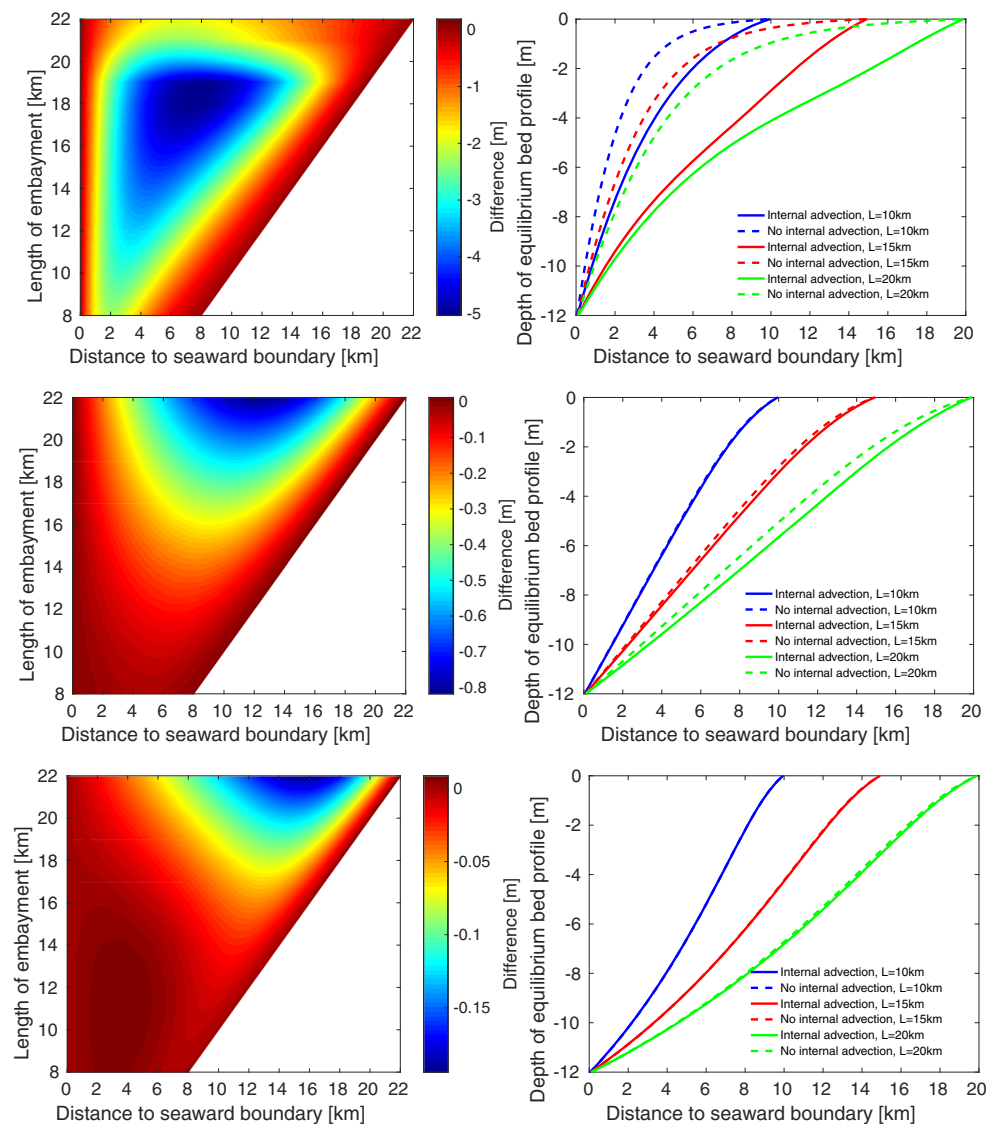 22
20
18
16
14
12
10
8
0 2 4 6 8 10 12 14 16 18 20 22
Length of embayment [km]
Distance to seaward boundary [km]
0
-1
-2
-3
-4
-5
Difference [m]
0
-2
-4
-6
-8
-10
-12
0 2 4 6 8 10 12 14 16 18 20
Depth of equilibrium bed profile [m]
Distance to seaward boundary [km]
Internal advection, L=10km
No internal advection, L=10km
Internal advection, L=15km
No internal advection, L=15km
Internal advection, L=20km
No internal advection, L=20km
22
20
18
16
14
12
10
8
0 2 4 6 8 10 12 14 16 18 20 22
Length of embayment [km]
Distance to seaward boundary [km]
0
-0.1
-0.2
-0.3
-0.4
-0.5
-0.6
-0.7
-0.8
Difference [m]
0
-2
-4
-6
-8
-10
-12
0 2 4 6 8 10 12 14 16 18 20
Depth of equilibrium bed profile [m]
Distance to seaward boundary [km]
Internal advection, L=10km
No internal advection, L=10km
Internal advection, L=15km
No internal advection, L=15km
Internal advection, L=20km
No internal advection, L=20km
22
20
18
16
14
12
10
8
0 2 4 6 8 10 12 14 16 18 20 22
Length of embayment [km]
Distance to seaward boundary [km]
0
-0.05
-0.1
-0.15
Difference [m]
0
-2
-4
-6
-8
-10
-12
0 2 4 6 8 10 12 14 16 18 20
Depth of equilibrium bed profile [m]
Distance to seaward boundary [km]
Internal advection, L=10km
No internal advection, L=10km
Internal advection, L=15km
No internal advection, L=15km
Internal advection, L=20km
No internal advection, L=20km